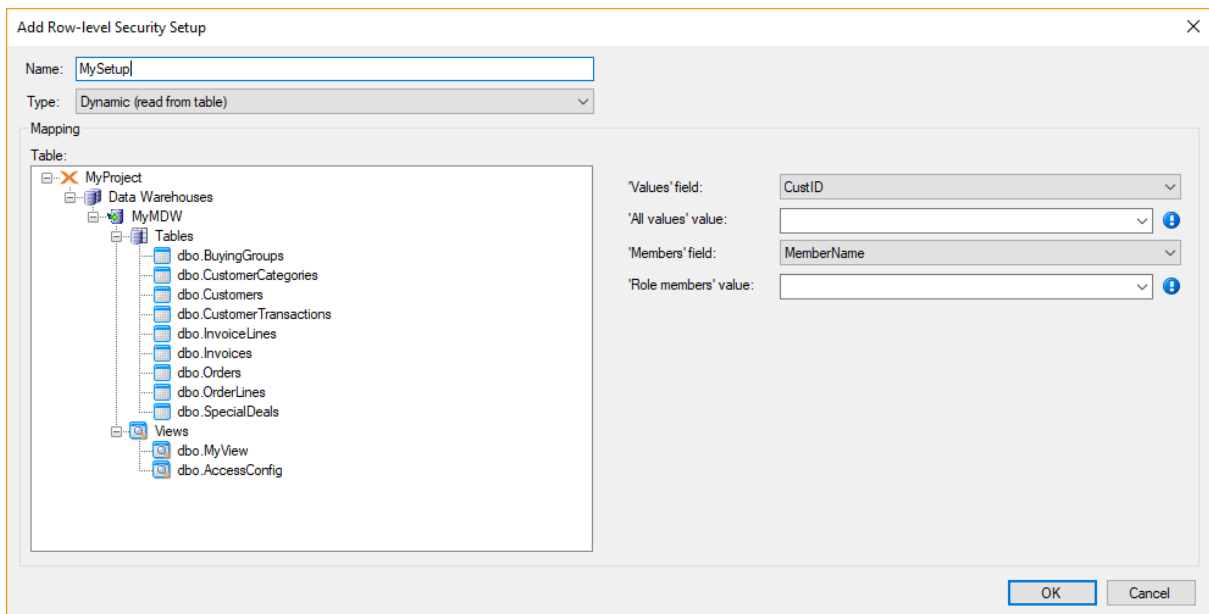 Add Row-level Security Setup
Name: MySetup
Type: Dynamic (read from table)
Mapping
Table:
MyProject
Data Warehouses
MyMDW
Tables
dbo.BuyingGroups
dbo.CustomerCategories
dbo.Customers
dbo.CustomerTransactions
dbo.InvoiceLines
dbo.Invoices
dbo.Orders
dbo.OrderLines
dbo.SpecialDeals
Views
dbo.MyView
dbo.AccessConfig
'Values' field: CustID
'All values' value:
'Members' field: MemberName
'Role members' value:
OK Cancel